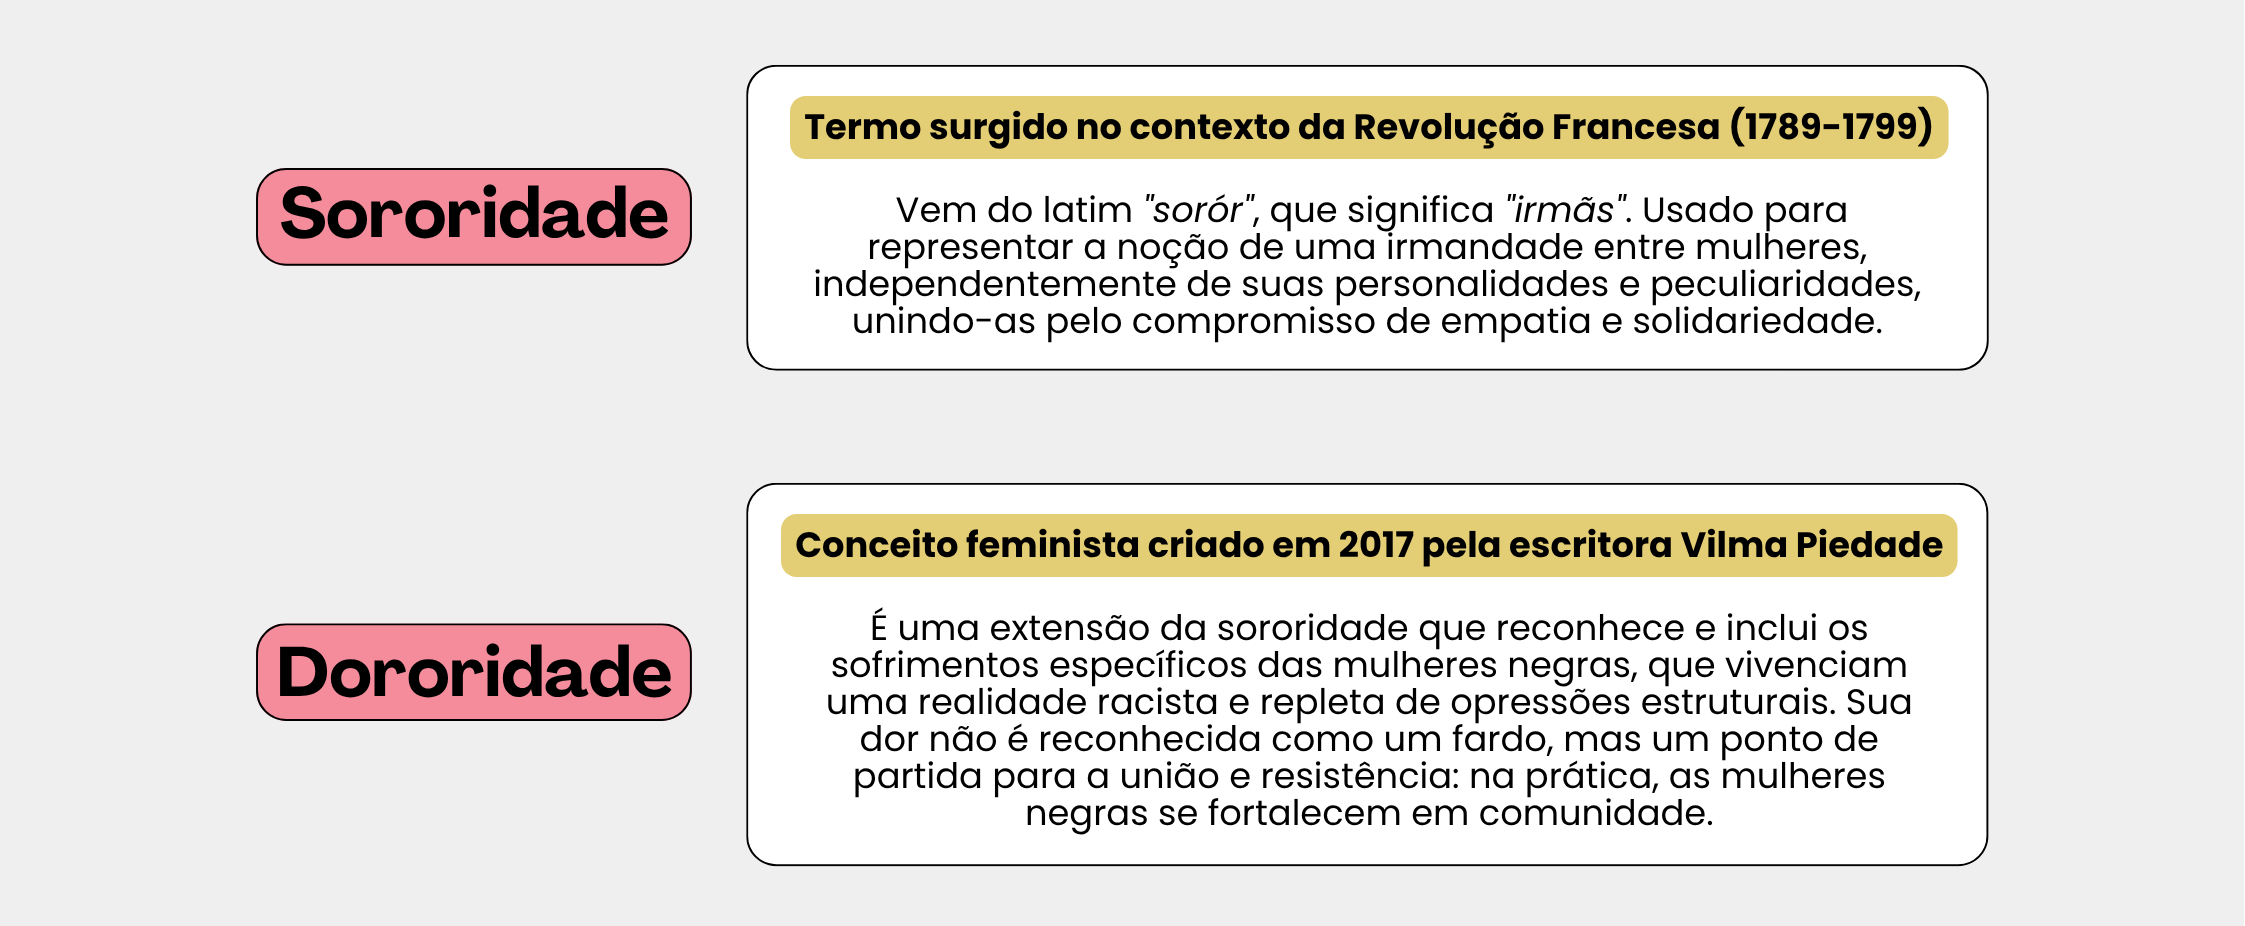 Sororidade
Termo surgido no contexto da Revolução Francesa (1789-1799)
Vem do latim "sorór", que significa "irmãs". Usado para
representar a noção de uma irmandade entre mulheres,
independentemente de suas personalidades e peculiaridades,
unindo-as pelo compromisso de empatia e solidariedade.
Dororidade
Conceito feminista criado em 2017 pela escritora Vilma Piedade
É uma extensão da sororidade que reconhece e inclui os
sofrimentos específicos das mulheres negras, que vivenciam
uma realidade racista e repleta de opressões estruturais. Sua
dor não é reconhecida como um fardo, mas um ponto de
partida para a união e resistência: na prática, as mulheres
negras se fortalecem em comunidade.